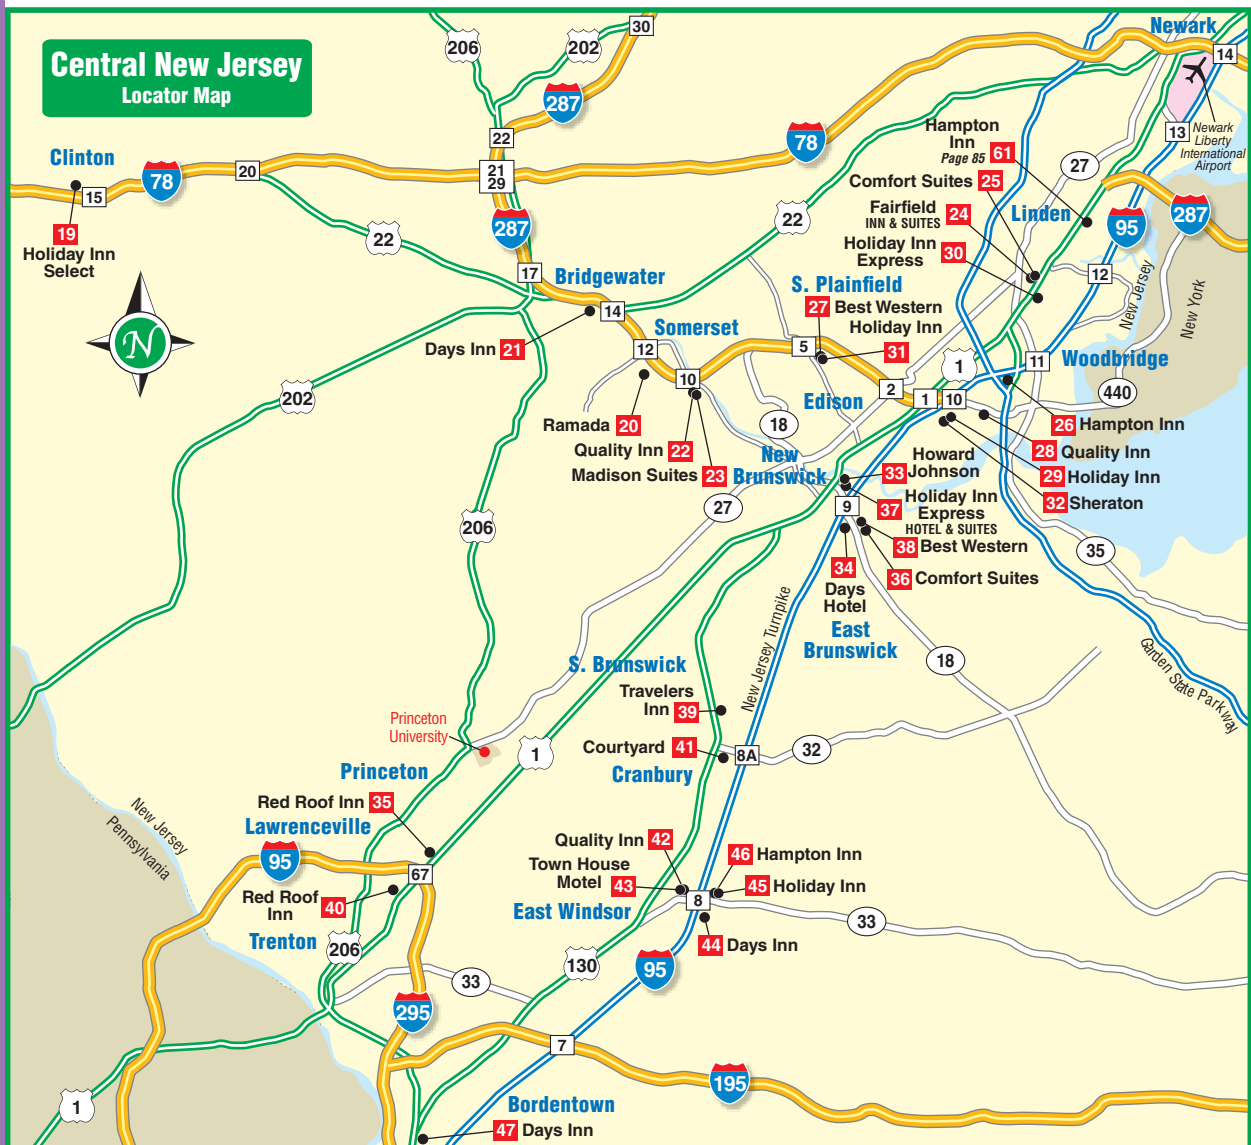 Central New Jersey
Locator Map
206
202
30
287
22
Newark
14
13
Newark
Liberty
International
Airport
Clinton
78
20
15
21
29
78
Hampton
Inn
Page 85
61
27
Comfort Suites 25
Fairfield
INN & SUITES
24
Holiday Inn
Express
30
Linden
95
287
19
Holiday Inn
Select
22
287
22
17
Bridgewater
12
New Jersey
New York
N
14
Days Inn 21
Somerset
12
S. Plainfield
27 Best Western
Holiday Inn
31
5
10
1
11
Woodbridge
2
1
10
440
202
Edison
Ramada 20
Quality Inn 22
Madison Suites 23
18
New
Brunswick
26 Hampton Inn
28 Quality Inn
29 Holiday Inn
32 Sheraton
Howard
33 Johnson
Holiday Inn
37 Express
HOTEL & SUITES
27
9
38 Best Western
36 Comfort Suites
34
Days
Hotel
206
35
East
Brunswick
18
New Jersey Turnpike
Garden State Parkway
S. Brunswick
Travelers
Inn 39
Princeton
University
1
Courtyard 41
8A
32
Cranbury
Princeton
Red Roof Inn 35
Lawrenceville
New Jersey
Pennsylvania
95
67
Quality Inn 42
Town House
Motel 43
46 Hampton Inn
45 Holiday Inn
8
Red Roof
Inn
40
East Windsor
33
Trenton
206
44 Days Inn
130
95
33
295
7
195
1
Bordentown
47 Days Inn